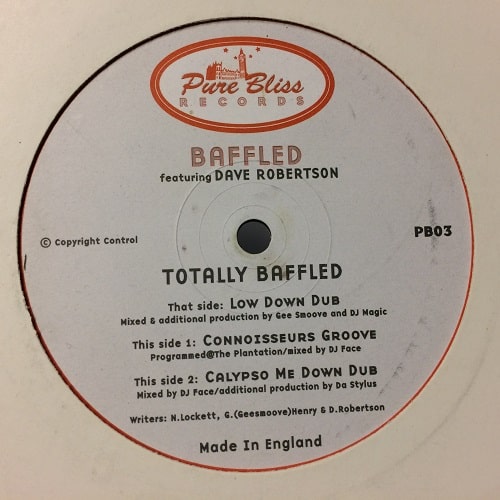 Pure Bliss
RECORDS
BAFFLED
featuring DAVE ROBERTSON
© Copyright Control
PB03
TOTALLY BAFFLED
That side: LOW DOWN DUB
Mixed & additional production by Gee Smoove and DJ Magic
This side 1: CONNOISSEURS GROOVE
Programmed@The Plantation/mixed by DJ Face
This side 2: CALYPSO ME DOWN DUB
Mixed by DJ Face/additional production by Da Stylus
Writers: N.Lockett, G.(Geesmoove)Henry & D.Robertson
Made In England